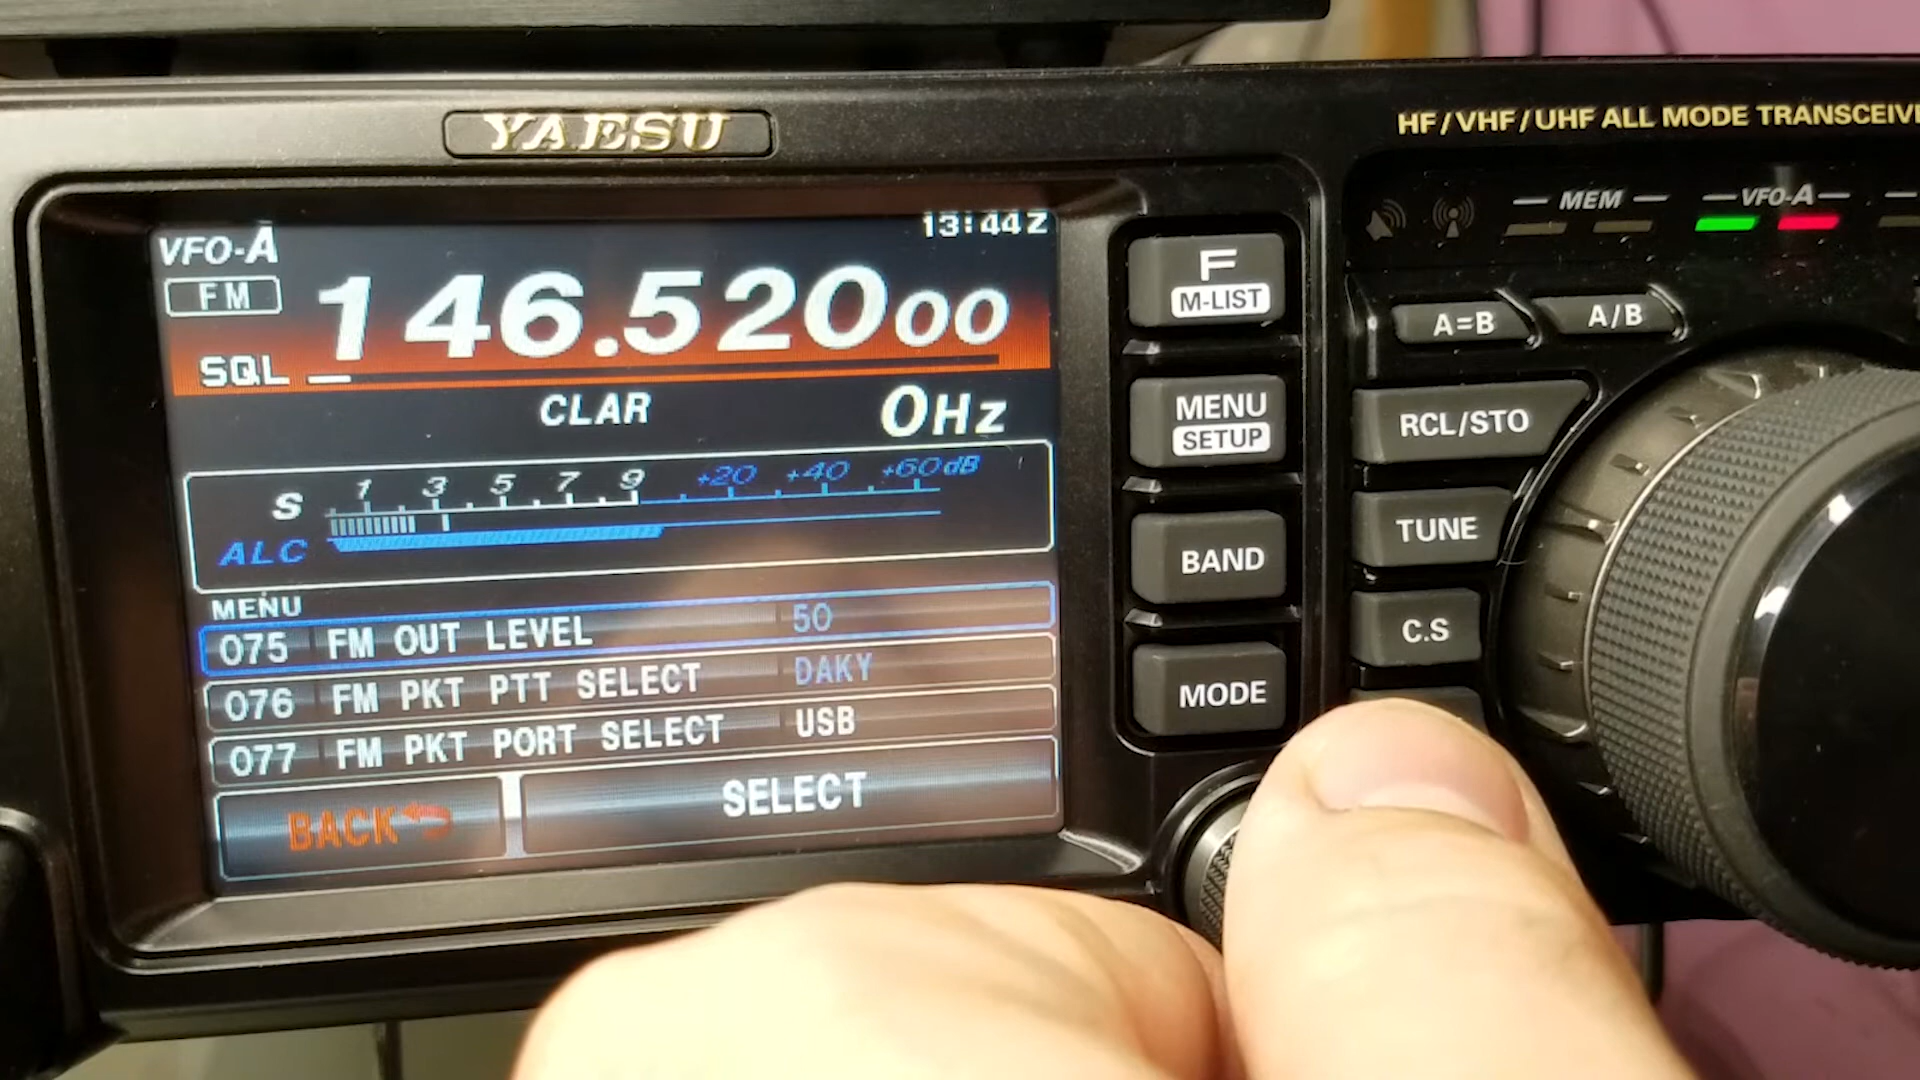 YAESU
HF/VHF/UHF ALL MODE
13:44Z
VFO-A
FM
146.52000
SQL
CLAR 0Hz
S 1 3 5 7 9 +20 +40 +60dB
ALC
MENU
075 FM OUT LEVEL 50
076 FM PKT PTT SELECT DAKY
077 FM PKT PORT SELECT USB
BACK SELECT
F
M-LIST
MENU
SETUP
BAND
MODE
MEM VFO-A
A=B A/B
RCL/STO
TUNE
C.S